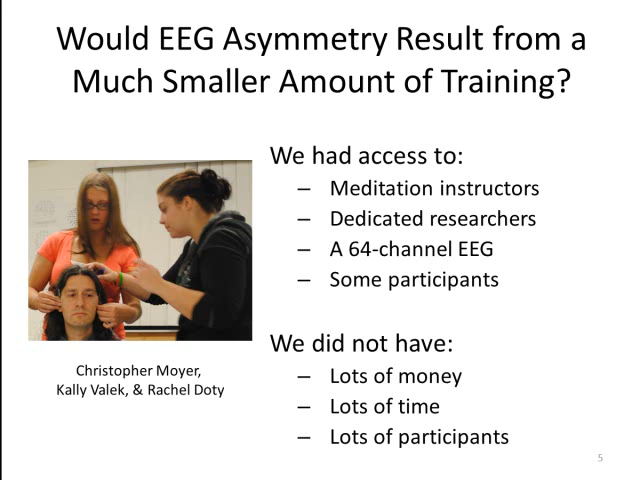 Would EEG Asymmetry Result from a
Much Smaller Amount of Training?
We had access to:
– Meditation instructors
– Dedicated researchers
– A 64-channel EEG
– Some participants
We did not have:
– Lots of money
– Lots of time
– Lots of participants
Christopher Moyer,
Kally Valek, & Rachel Doty
5